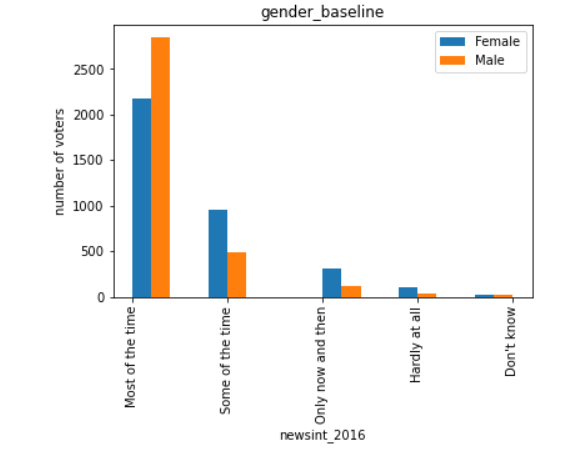 gender_baseline
Female
Male
number of voters
2500
2000
1500
1000
500
0
Most of the time
Some of the time
Only now and then
Hardly at all
Don't know
newsint_2016